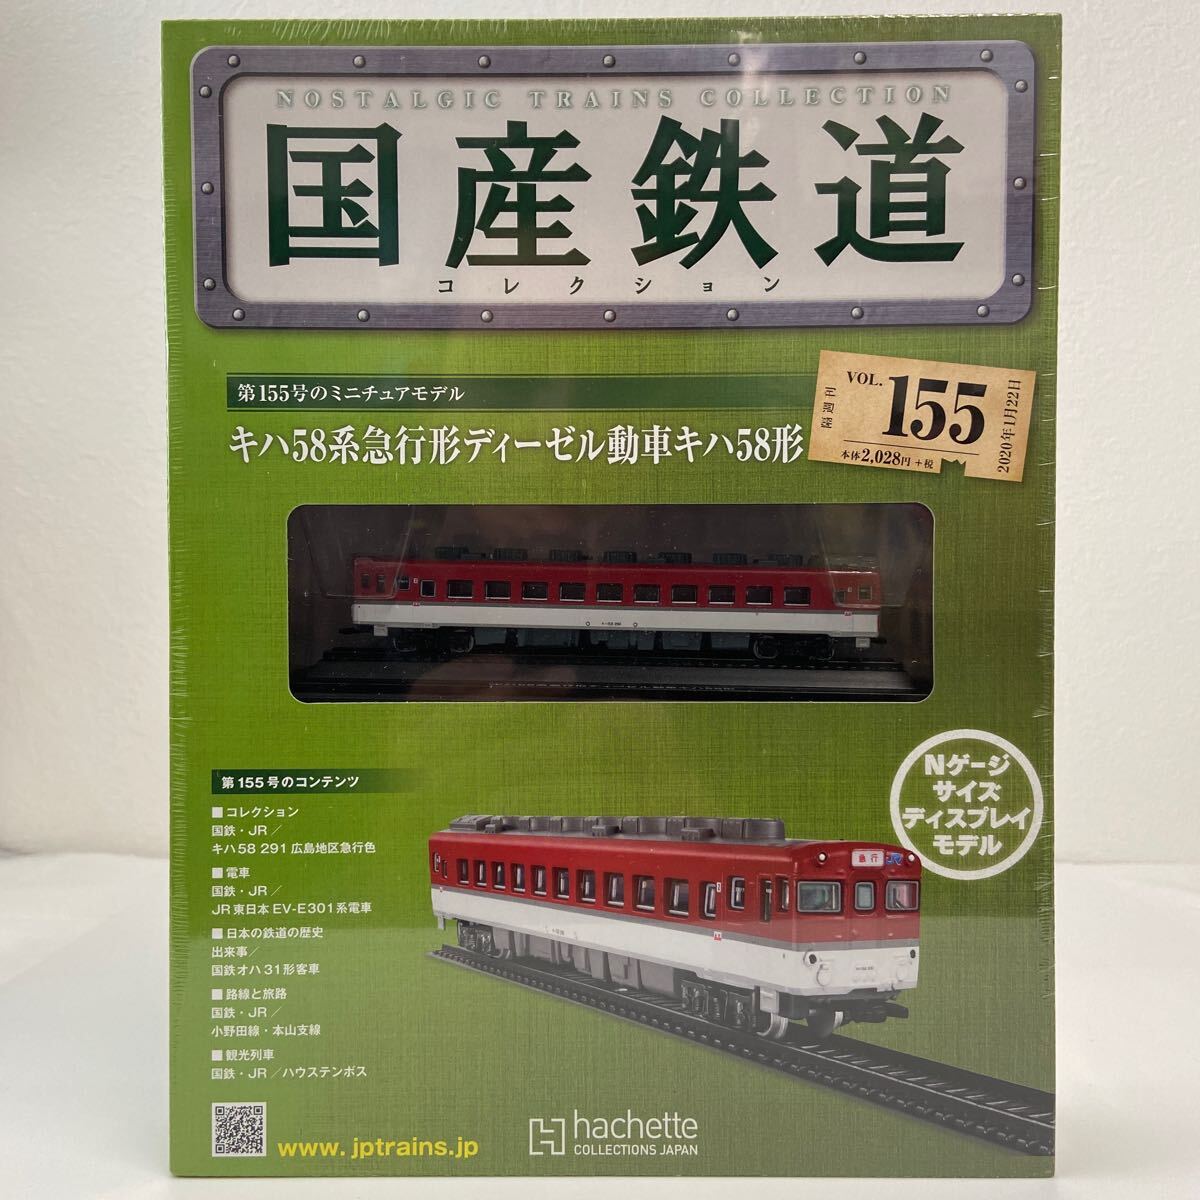 NOSTALGIC TRAINS COLLECTION
国産鉄道
コレクション
第155号のミニチュアモデル
キハ58系急行形ディーゼル動車キハ58形
隔週刊
VOL. 155
本体2,028円+税
2020年1月22日
キハ58 291
第155号のコンテンツ
■コレクション
国鉄・JR／
キハ58 291 広島地区急行色
■電車
国鉄・JR／
JR東日本 EV-E301系電車
■日本の鉄道の歴史
出来事／
国鉄オハ31形客車
■路線と旅路
国鉄・JR／
小野田線・本山支線
■観光列車
国鉄・JR／ハウステンボス
Nゲージ
サイズ
ディスプレイ
モデル
急行
JR
www.jptrains.jp
hachette
COLLECTIONS JAPAN